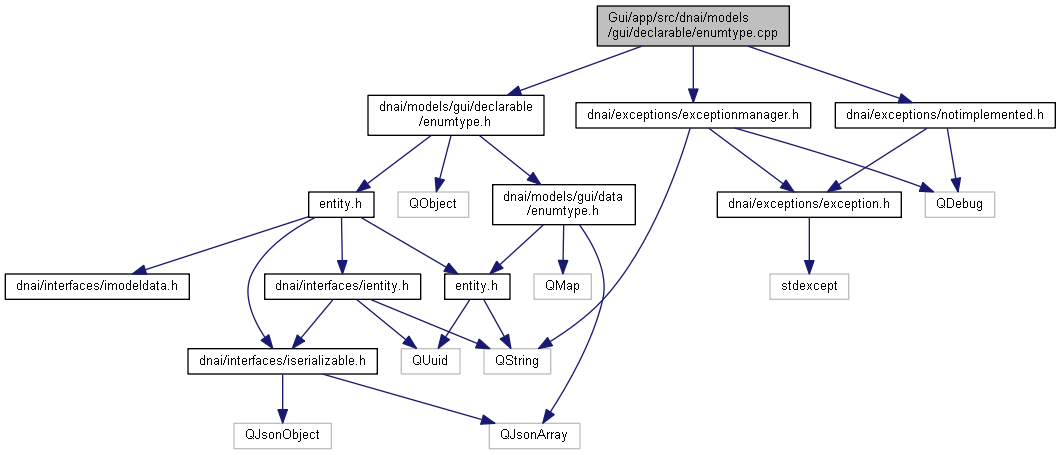 Gui/app/src/dnai/models
/gui/declarable/enumtype.cpp
dnai/models/gui/declarable
/enumtype.h
dnai/exceptions/exceptionmanager.h
dnai/exceptions/notimplemented.h
entity.h
QObject
dnai/models/gui/data
/enumtype.h
dnai/exceptions/exception.h
QDebug
dnai/interfaces/imodeldata.h
dnai/interfaces/ientity.h
entity.h
QMap
stdexcept
dnai/interfaces/iserializable.h
QUuid
QString
QJsonObject
QJsonArray